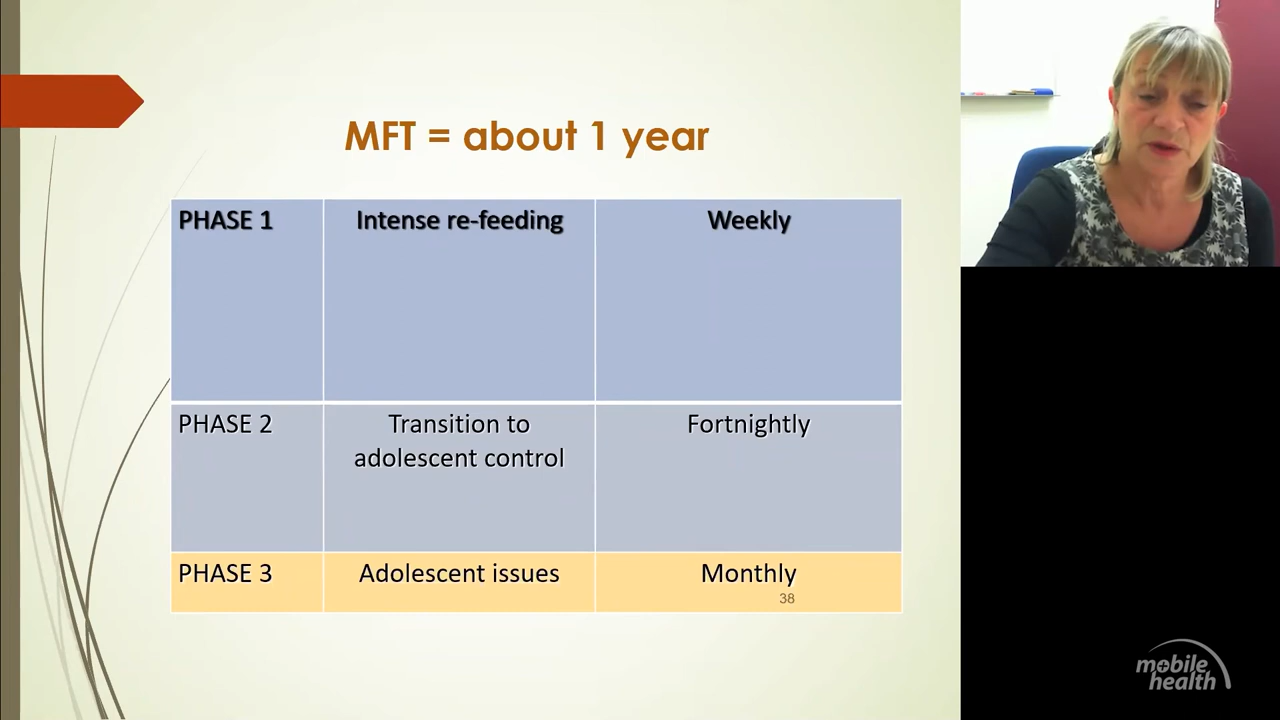 MFT = about 1 year
PHASE 1 Intense re-feeding Weekly
PHASE 2 Transition to adolescent control Fortnightly
PHASE 3 Adolescent issues Monthly
38
mobile
health